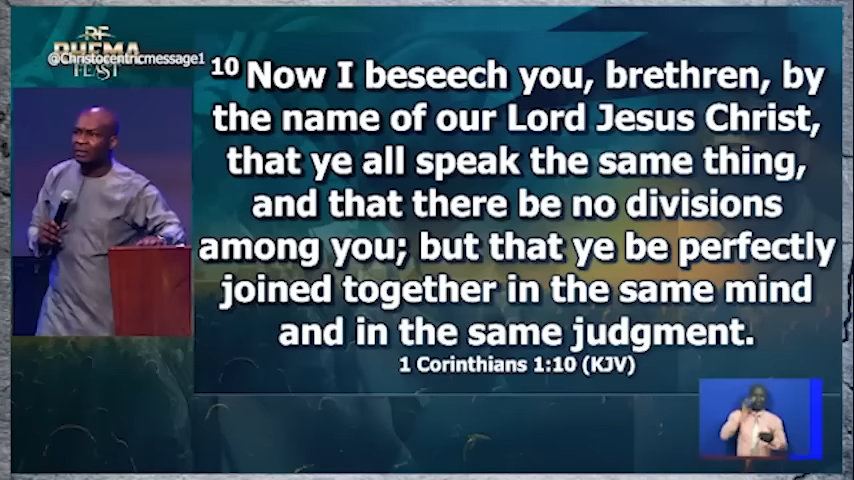 RF
RHEMA
FEAST
@Christocentricmessage1
10 Now I beseech you, brethren, by
the name of our Lord Jesus Christ,
that ye all speak the same thing,
and that there be no divisions
among you; but that ye be perfectly
joined together in the same mind
and in the same judgment.
1 Corinthians 1:10 (KJV)